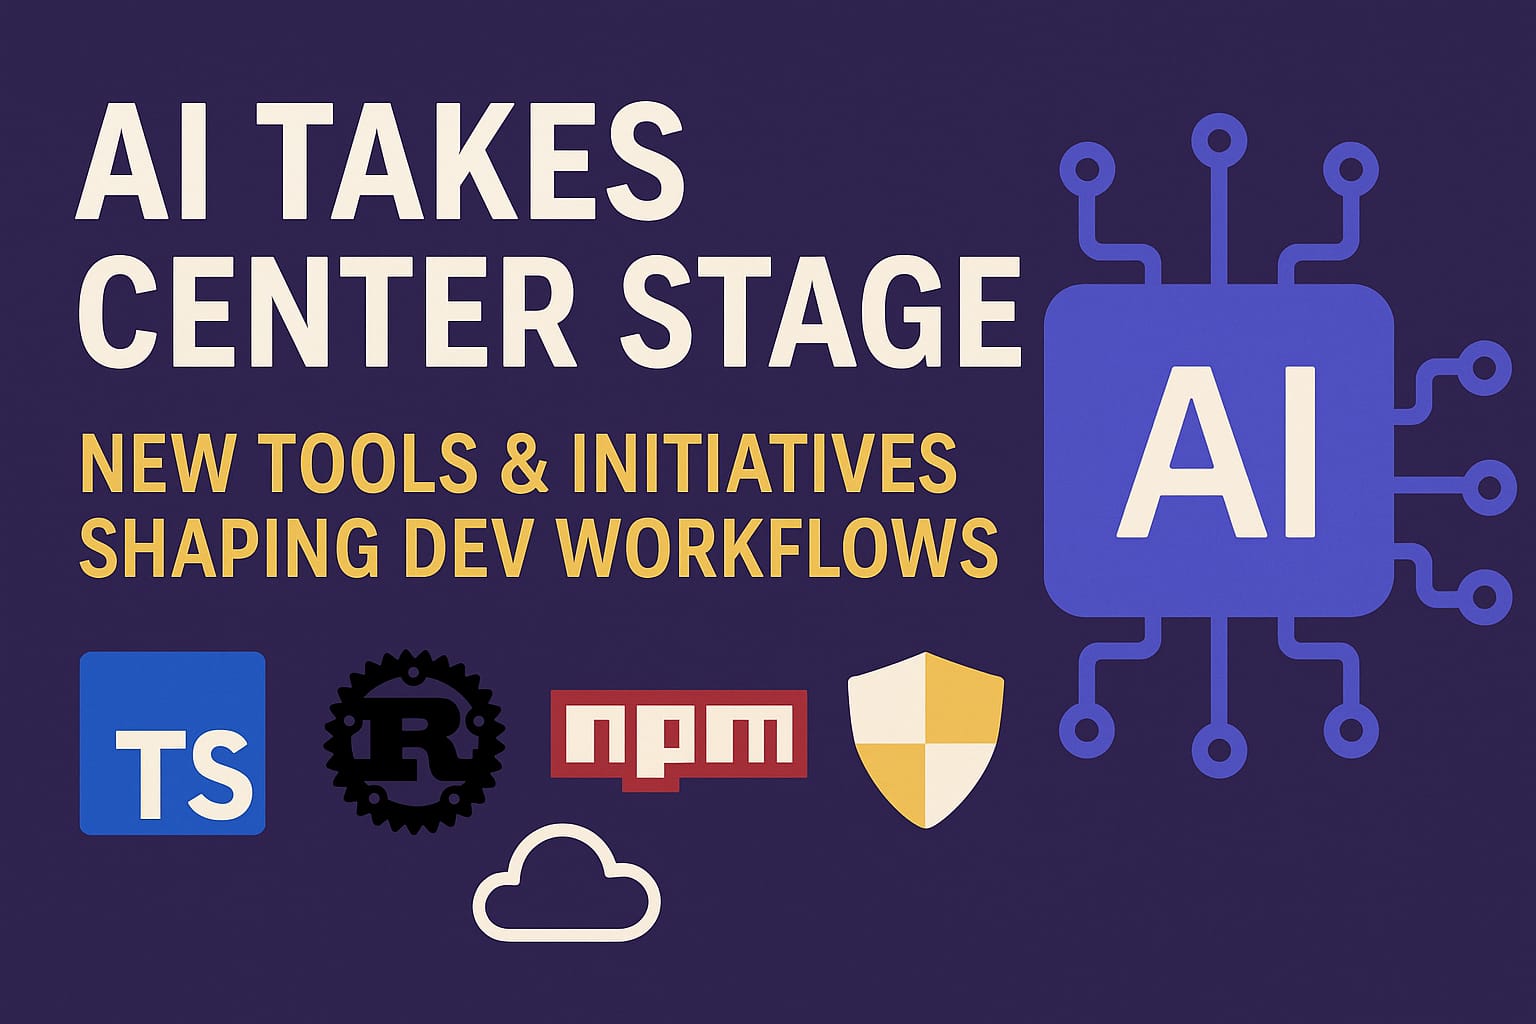 AI TAKES
CENTER STAGE
NEW TOOLS & INITIATIVES
SHAPING DEV WORKFLOWS
AI
TS
R
npm